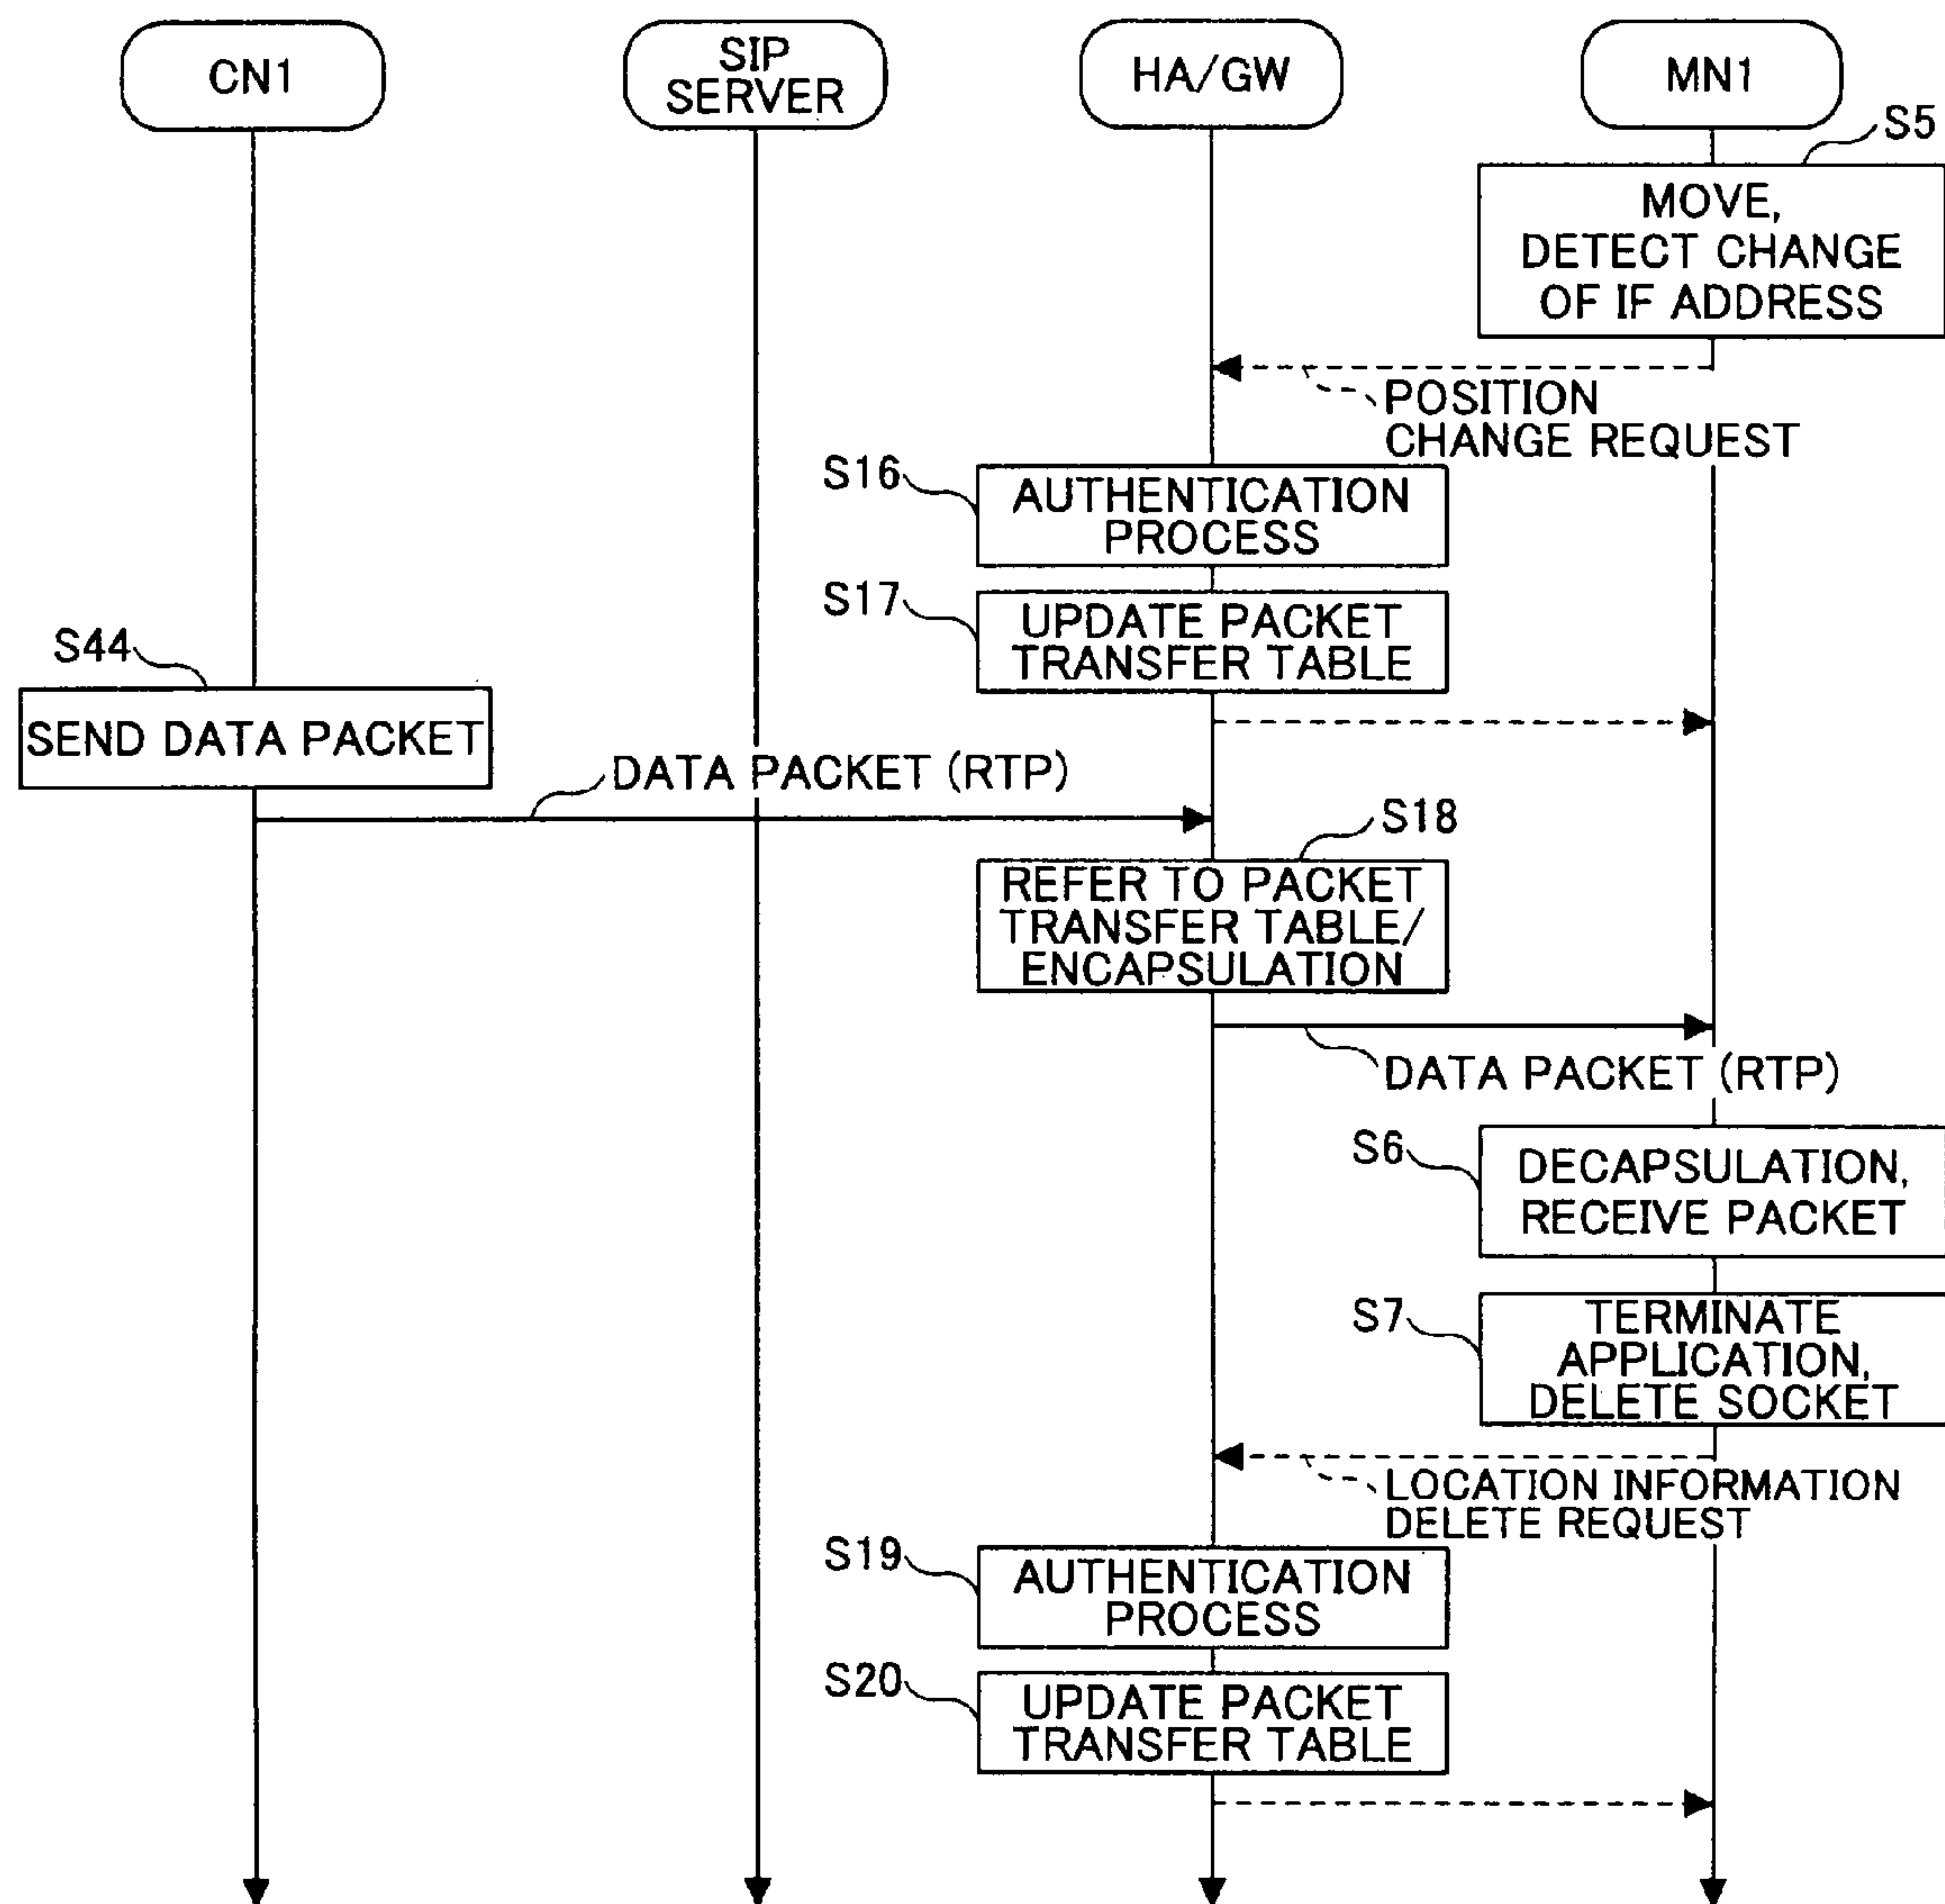 CN1
SIP
SERVER
HA/GW
MN1
S5
MOVE,
DETECT CHANGE
OF IF ADDRESS
POSITION
CHANGE REQUEST
S16
AUTHENTICATION
PROCESS
S17
UPDATE PACKET
TRANSFER TABLE
S44
SEND DATA PACKET
DATA PACKET (RTP)
S18
REFER TO PACKET
TRANSFER TABLE/
ENCAPSULATION
DATA PACKET (RTP)
S6
DECAPSULATION,
RECEIVE PACKET
S7
TERMINATE
APPLICATION,
DELETE SOCKET
LOCATION INFORMATION
DELETE REQUEST
S19
AUTHENTICATION
PROCESS
S20
UPDATE PACKET
TRANSFER TABLE